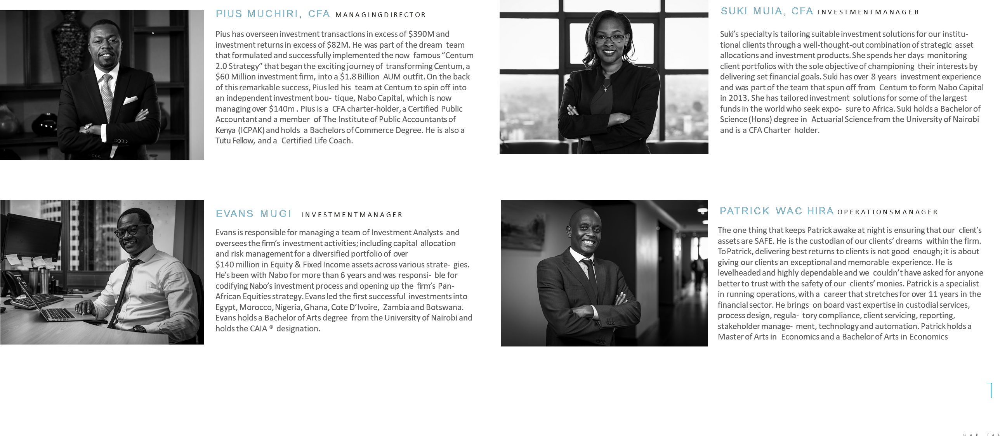 PIUS MUCHIRI, CFA MANAGINGDIRECTOR
Pius has overseen investment transactions in excess of $390M and
investment returns in excess of $82M. He was part of the dream team
that formulated and successfully implemented the now famous “Centum
2.0 Strategy” that began the exciting journey of transforming Centum, a
$60 Million investment firm, into a $1.8 Billion AUM outfit. On the back
of this remarkable success, Pius led his team at Centum to spin off into
an independent investment bou- tique, Nabo Capital, which is now
managing over $140m . Pius is a CFA charter-holder, a Certified Public
Accountant and a member of The Institute of Public Accountants of
Kenya (ICPAK) and holds a Bachelors of Commerce Degree. He is also a
Tutu Fellow, and a Certified Life Coach.
SUKI MUIA, CFA INVESTMENTMANAGER
Suki’s specialty is tailoring suitable investment solutions for our institu-
tional clients through a well-thought-out combination of strategic asset
allocations and investment products. She spends her days monitoring
client portfolios with the sole objective of championing their interests by
delivering set financial goals. Suki has over 8 years investment experience
and was part of the team that spun off from Centum to form Nabo Capital
in 2013. She has tailored investment solutions for some of the largest
funds in the world who seek expo- sure to Africa. Suki holds a Bachelor of
Science (Hons) degree in Actuarial Science from the University of Nairobi
and is a CFA Charter holder.
EVANS MUGI INVESTMENTMANAGER
Evans is responsible for managing a team of Investment Analysts and
oversees the firm’s investment activities; including capital allocation
and risk management for a diversified portfolio of over
$140 million in Equity & Fixed Income assets across various strate- gies.
He’s been with Nabo for more than 6 years and was responsi- ble for
codifying Nabo’s investment process and opening up the firm’s Pan-
African Equities strategy. Evans led the first successful investments into
Egypt, Morocco, Nigeria, Ghana, Cote D’Ivoire, Zambia and Botswana.
Evans holds a Bachelor of Arts degree from the University of Nairobi and
holds the CAIA ® designation.
PATRICK WAC HIRA OPERATIONSMANAGER
The one thing that keeps Patrick awake at night is ensuring that our client’s
assets are SAFE. He is the custodian of our clients’ dreams within the firm.
To Patrick, delivering best returns to clients is not good enough; it is about
giving our clients an exceptional and memorable experience. He is
levelheaded and highly dependable and we couldn’t have asked for anyone
better to trust with the safety of our clients’ monies. Patrick is a specialist
in running operations, with a career that stretches for over 11 years in the
financial sector. He brings on board vast expertise in custodial services,
process design, regula- tory compliance, client servicing, reporting,
stakeholder manage- ment, technology and automation. Patrick holds a
Master of Arts in Economics and a Bachelor of Arts in Economics
CAP TAL